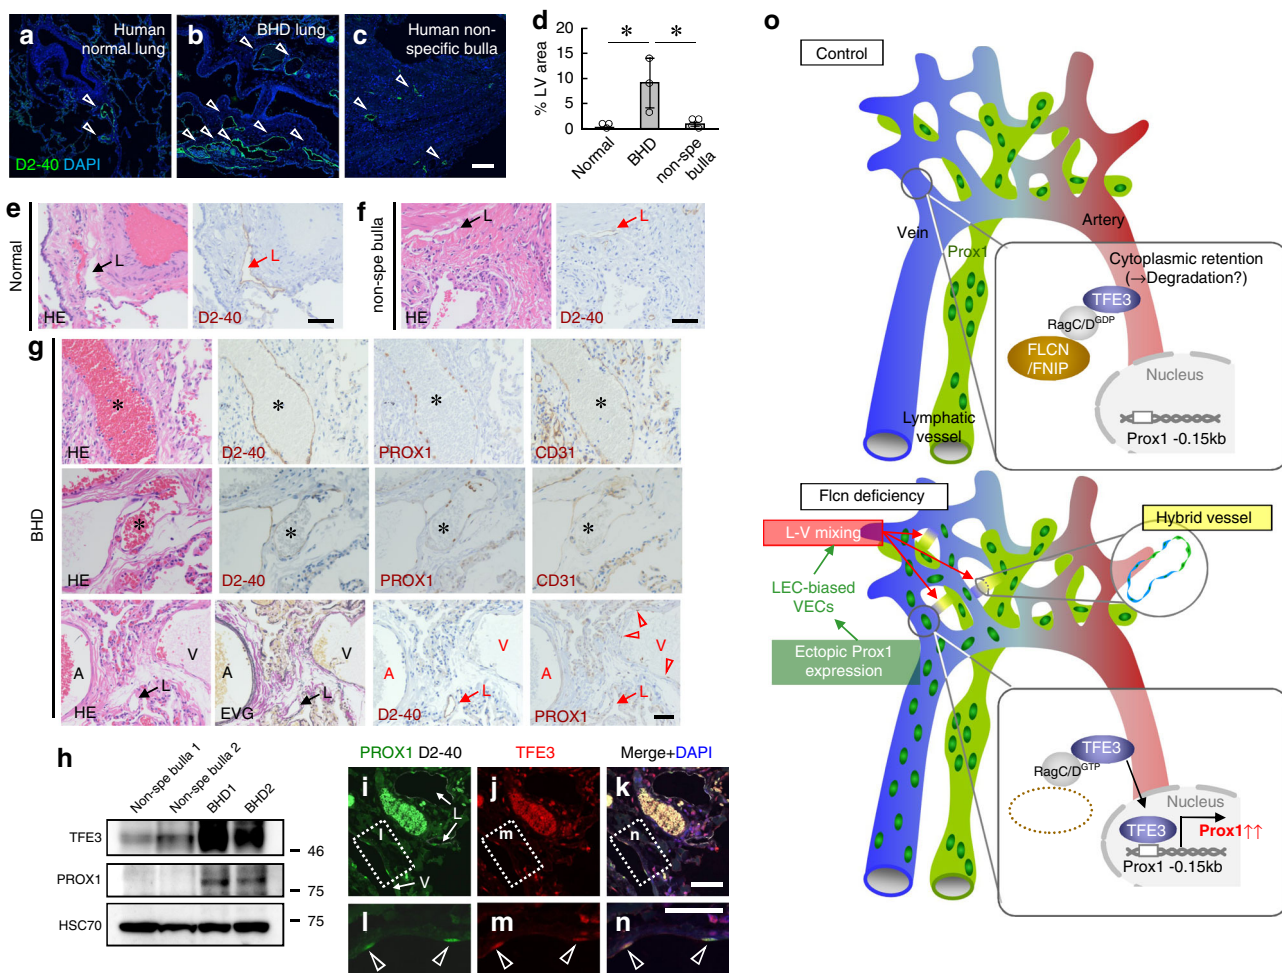 a
Human
normal lung
D2-40 DAPI
b
BHD lung
c
Human non-
specific bulla
d
% LV area
15
10
5
0
* *
Normal
BHD
non-spe
bulla
e
Normal
L
HE
L
D2-40
f
non-spe bulla
L
HE
L
D2-40
g
BHD
*
HE
*
D2-40
*
PROX1
*
CD31
*
HE
*
D2-40
*
PROX1
*
CD31
A
V
L
HE
L
EVG
A
V
L
D2-40
A
V
L
PROX1
h
Non-spe bulla 1
Non-spe bulla 2
BHD1
BHD2
TFE3
46
PROX1
75
HSC70
75
PROX1 D2-40
TFE3
Merge+DAPI
i
L
l
V
j
m
k
n
l
m
n
o
Control
Vein
Artery
Prox1
Lymphatic
vessel
Cytoplasmic retention
(→Degradation?)
TFE3
RagC/D GDP
FLCN
/FNIP
Nucleus
Prox1 -0.15kb
Flcn deficiency
L-V mixing
Hybrid vessel
LEC-biased
VECs
Ectopic Prox1
expression
TFE3
RagC/D GTP
Nucleus
TFE3
Prox1↑↑
Prox1 -0.15kb